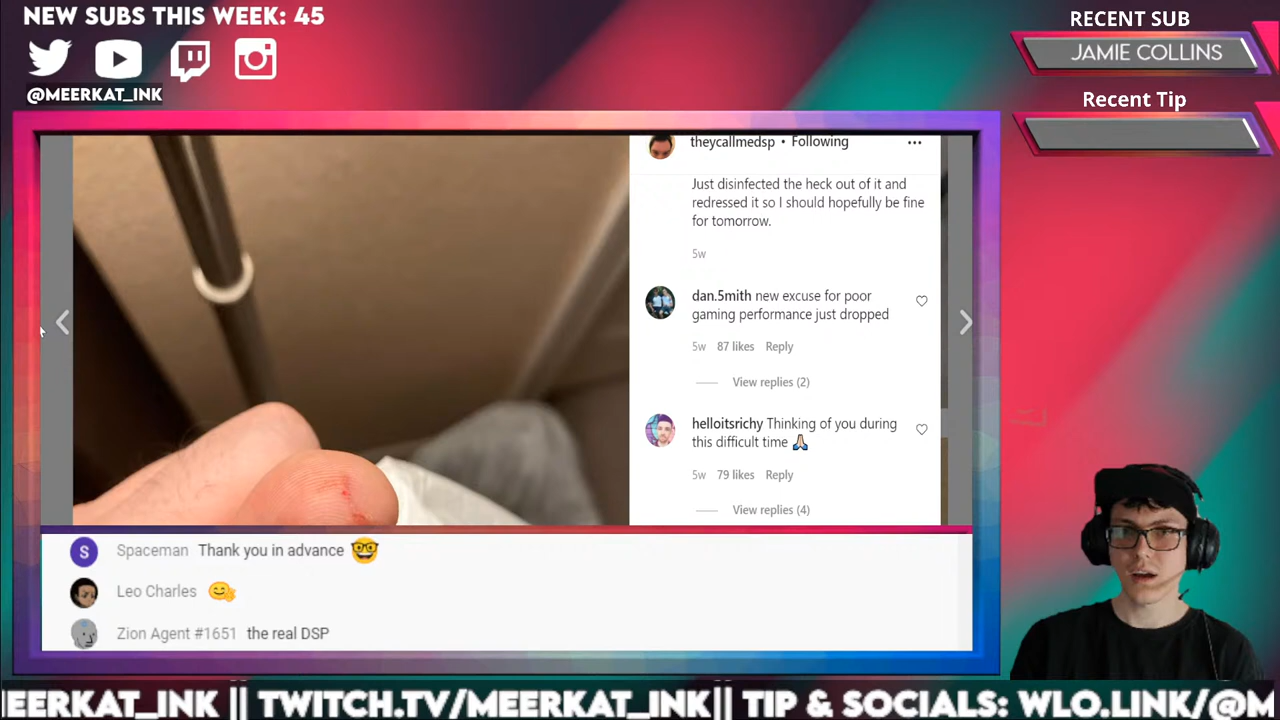 NEW SUBS THIS WEEK: 45
@MEERKAT_INK
RECENT SUB
JAMIE COLLINS
Recent Tip
theycallmedsp • Following
Just disinfected the heck out of it and
redressed it so I should hopefully be fine
for tomorrow.
5w
dan.5mith new excuse for poor
gaming performance just dropped
5w 87 likes Reply
View replies (2)
helloitsrichy Thinking of you during
this difficult time 🙏🏻
5w 79 likes Reply
View replies (4)
S Spaceman Thank you in advance 🤓
Leo Charles
Zion Agent #1651 the real DSP
MEERKAT_INK || TWITCH.TV/MEERKAT_INK|| TIP & SOCIALS: WLO.LINK/@M